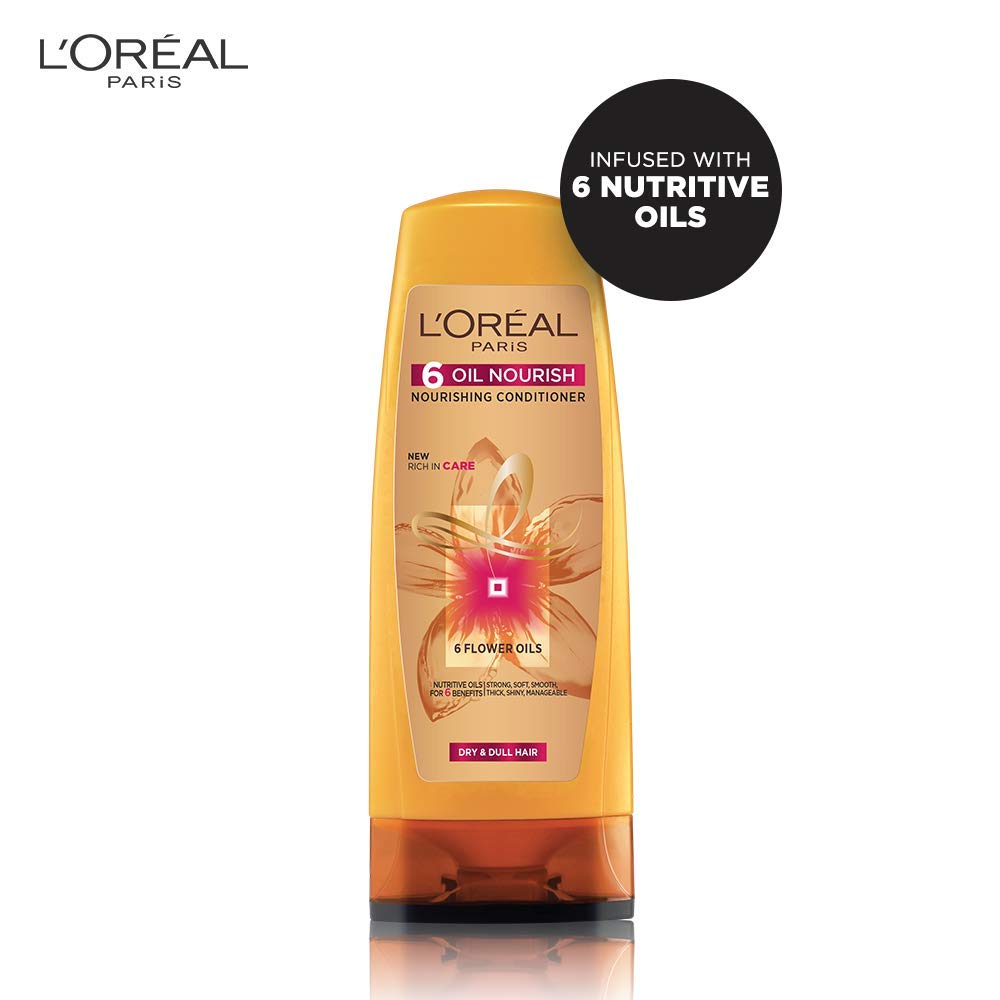 L'ORÉAL
PARiS
INFUSED WITH
6 NUTRITIVE
OILS
L'ORÉAL
PARiS
6 OIL NOURISH
NOURISHING CONDITIONER
NEW
RICH IN CARE
6 FLOWER OILS
NUTRITIVE OILS STRONG, SOFT, SMOOTH,
FOR 6 BENEFITS THICK, SHINY, MANAGEABLE
DRY & DULL HAIR